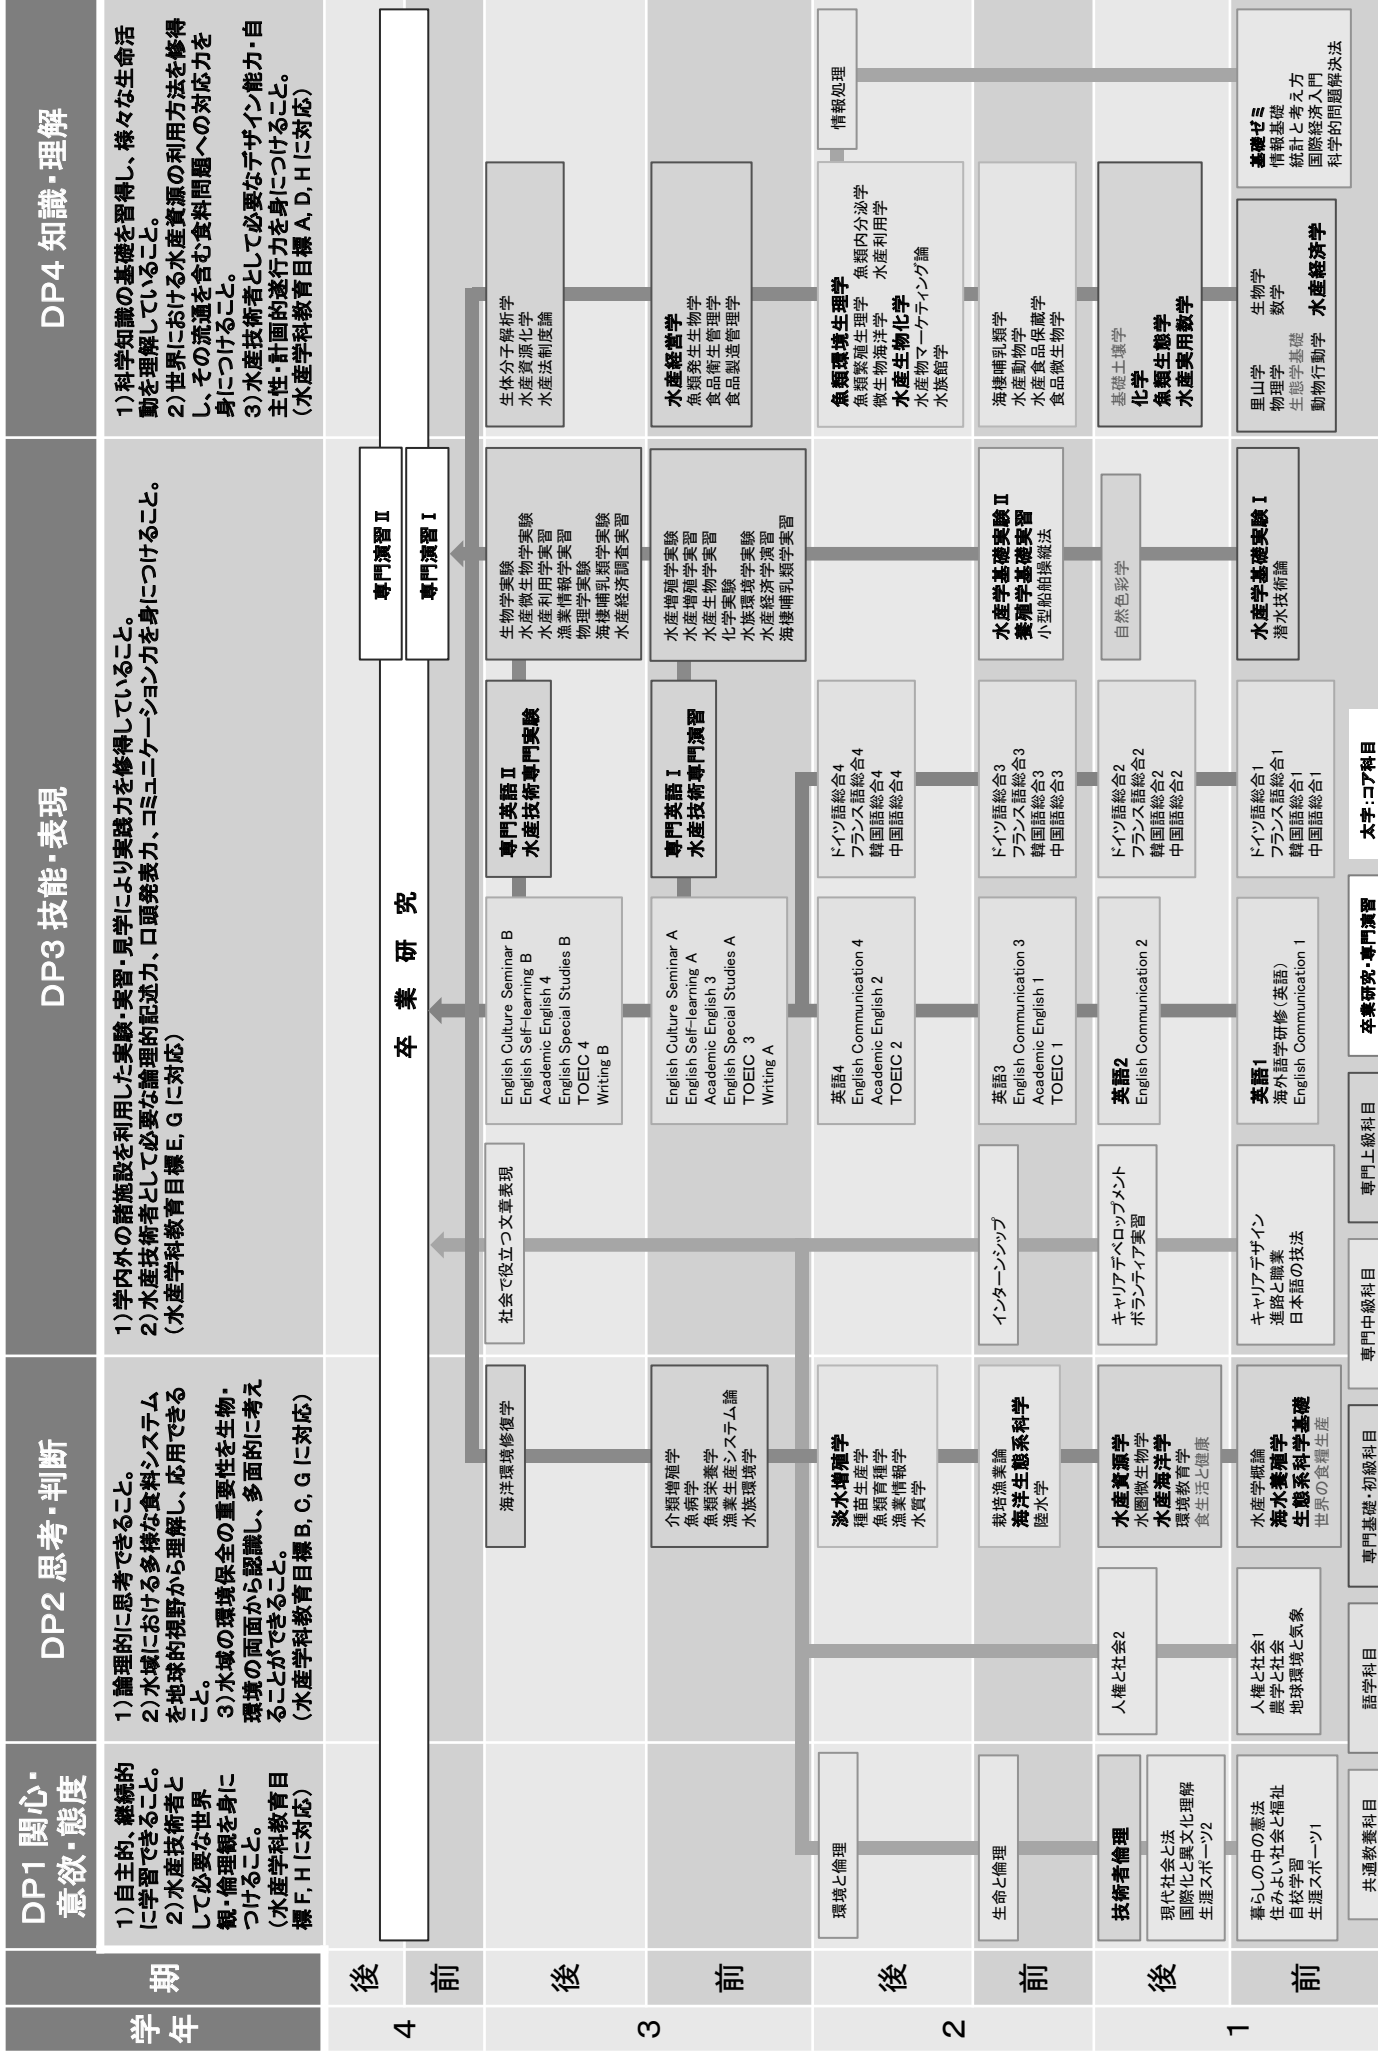 学年
期
DP1 関心・
意欲・態度
DP2 思考・判断
DP3 技能・表現
DP4 知識・理解
1)自主的、継続的
に学習できること。
2)水産技術者と
して必要な世界
観・倫理観を身に
つけること。
(水産学科教育目
標 F, H に対応)
1)論理的に思考できること。
2)水域における多様な食料システム
を地球的視野から理解し、応用できる
こと。
3)水域の環境保全の重要性を生物・
環境の両面から認識し、多面的に考え
ることができること。
(水産学科教育目標 B, C, G に対応)
1)学内外の諸施設を利用した実験・実習・見学により実践力を修得していること。
2)水産技術者として必要な論理的記述力、口頭発表力、コミュニケーション力を身につけること。
(水産学科教育目標 E, G に対応)
1)科学知識の基礎を習得し、様々な生命活
動を理解していること。
2)世界における水産資源の利用方法を修得
し、その流通を含む食料問題への対応力を
身につけること。
3)水産技術者として必要なデザイン能力・自
主性・計画的遂行力を身につけること。
(水産学科教育目標 A, D, H に対応)
4
後
前
卒 業 研 究
専門演習Ⅱ
専門演習Ⅰ
3
後
海洋環境修復学
社会で役立つ文章表現
English Culture Seminar B
English Self-learning B
Academic English 4
English Special Studies B
TOEIC 4
Writing B
専門英語Ⅱ
水産技術専門実験
生物学実験
水産微生物学実験
水産利用学実習
漁業情報学実習
物理学実験
海棲哺乳類学実験
水産経済調査実習
生体分子解析学
水産資源化学
水産法制度論
前
介類増殖学
魚病学
魚類栄養学
漁業生産システム論
水族環境学
English Culture Seminar A
English Self-learning A
Academic English 3
English Special Studies A
TOEIC 3
Writing A
専門英語Ⅰ
水産技術専門演習
水産増殖学実験
水産増殖学実習
水産生物学実習
化学実験
水族環境学実験
水産経済学演習
海棲哺乳類学実習
水産経営学
魚類発生生物学
食品衛生管理学
食品製造管理学
2
後
環境と倫理
淡水増殖学
種苗生産学
魚類育種学
漁業情報学
水質学
英語4
English Communication 4
Academic English 2
TOEIC 2
ドイツ語総合4
フランス語総合4
韓国語総合4
中国語総合4
魚類環境生理学
魚類繁殖生理学 魚類内分泌学
微生物海洋学 水産利用学
水産生物化学
水産物マーケティング論
水族館学
情報処理
前
生命と倫理
栽培漁業論
海洋生態系科学
陸水学
インターンシップ
英語3
English Communication 3
Academic English 1
TOEIC 1
ドイツ語総合3
フランス語総合3
韓国語総合3
中国語総合3
水産学基礎実験Ⅱ
養殖学基礎実習
小型船舶操縦法
海棲哺乳類学
水産動物学
水産食品保蔵学
食品微生物学
1
後
技術者倫理
現代社会と法
国際化と異文化理解
生涯スポーツ2
人権と社会2
水産資源学
水圏微生物学
水産海洋学
環境教育学
食生活と健康
キャリアデベロップメント
ボランティア実習
英語2
English Communication 2
ドイツ語総合2
フランス語総合2
韓国語総合2
中国語総合2
自然色彩学
基礎土壌学
化学
魚類生態学
水産実用数学
前
暮らしの中の憲法
住みよい社会と福祉
自校学習
生涯スポーツ1
人権と社会1
農学と社会
地球環境と気象
水産学概論
海水養殖学
生態系科学基礎
世界の食糧生産
キャリアデザイン
進路と職業
日本語の技法
英語1
海外語学研修(英語)
English Communication 1
ドイツ語総合1
フランス語総合1
韓国語総合1
中国語総合1
水産学基礎実験Ⅰ
潜水技術論
里山学 生物学
物理学 数学
生態学基礎
動物行動学 水産経済学
基礎ゼミ
情報基礎
統計と考え方
国際経済入門
科学的問題解決法
共通教養科目
語学科目
専門基礎・初級科目
専門中級科目
専門上級科目
卒業研究・専門演習
太字:コア科目